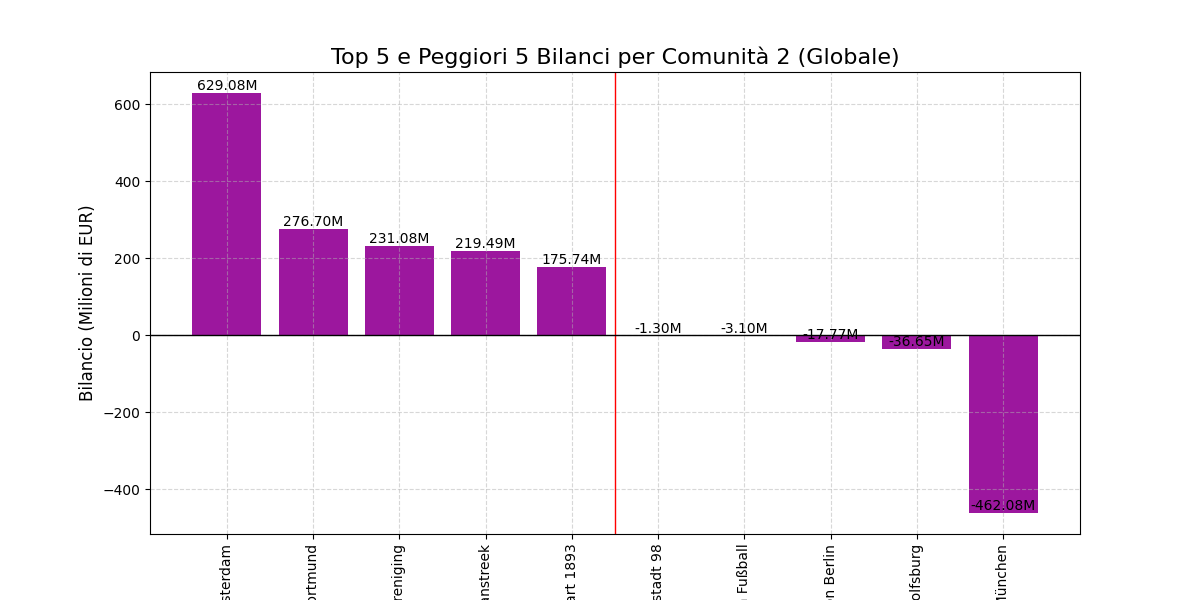 Top 5 e Peggiori 5 Bilanci per Comunità 2 (Globale)
Bilancio (Milioni di EUR)
600
400
200
0
−200
−400
629.08M
276.70M
231.08M
219.49M
175.74M
-1.30M
-3.10M
-17.77M
-36.65M
-462.08M
sterdam
ortmund
reniging
anstreek
art 1893
stadt 98
Fußball
n Berlin
olfsburg
München